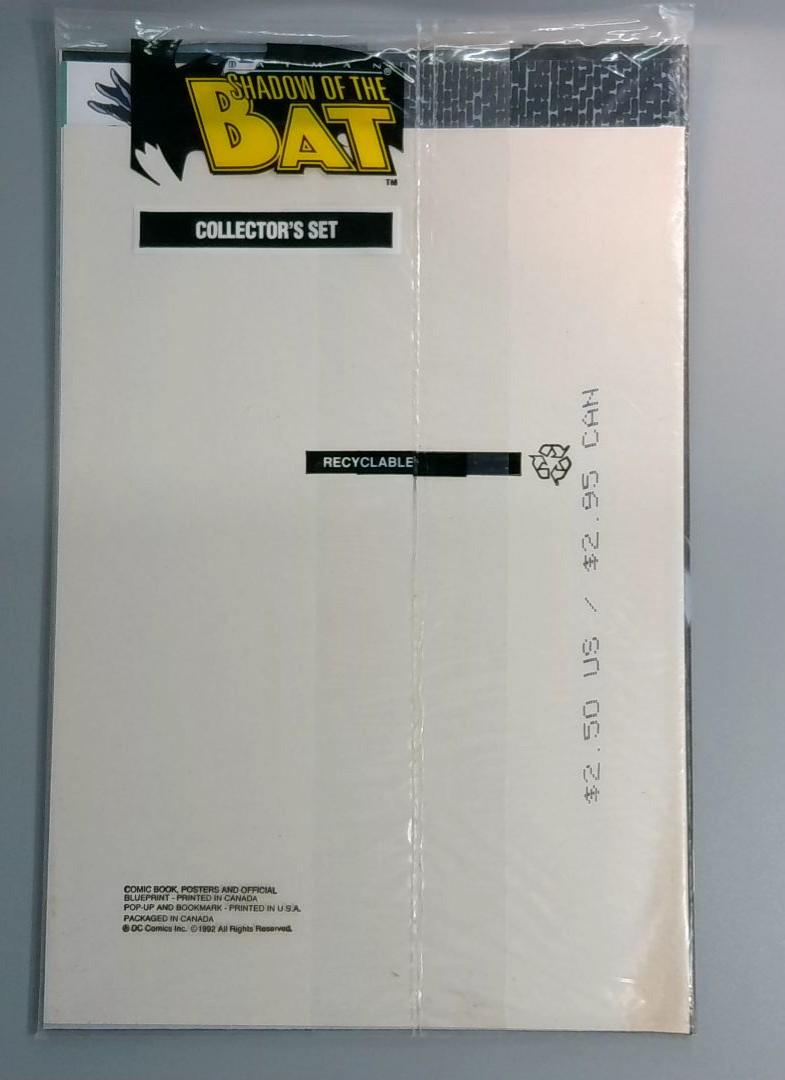 BATMAN®
SHADOW OF THE
BAT
TM
COLLECTOR'S SET
RECYCLABLE
$2.50 US / $2.95 CAN
COMIC BOOK, POSTERS AND OFFICIAL
BLUEPRINT - PRINTED IN CANADA
POP-UP AND BOOKMARK - PRINTED IN U.S.A.
PACKAGED IN CANADA
® DC Comics Inc. © 1992 All Rights Reserved.